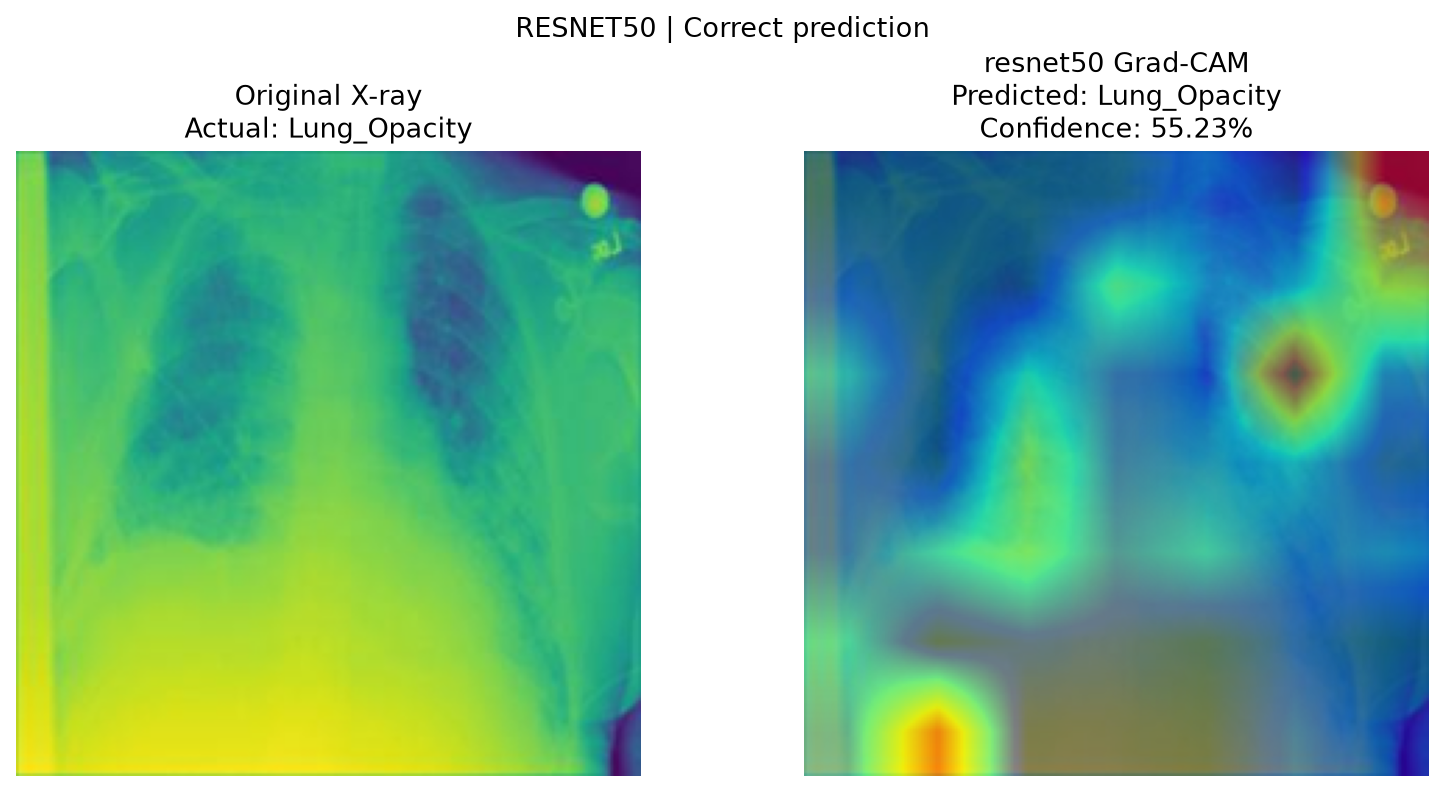 RESNET50 | Correct prediction
Original X-ray
Actual: Lung_Opacity
resnet50 Grad-CAM
Predicted: Lung_Opacity
Confidence: 55.23%